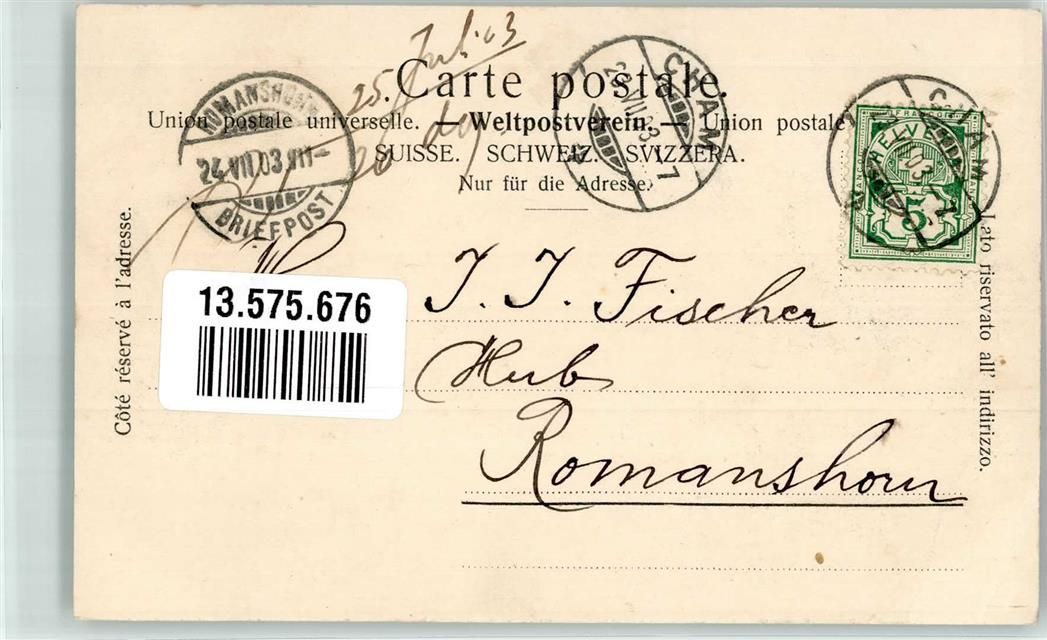 25. Juli 03
Carte postale.
Union postale universelle. — Weltpostverein. — Union postale
SUISSE. SCHWEIZ. SVIZZERA.
Nur für die Adresse.
ROMANSHORN
24.VII.03.VIII-
BRIEFPOST
CHAM
CHAM
HELVETIA
5
Côté réservé à l'adresse.
13.575.676
J. J. Fischer
Hub
Romanshorn
Lato riservato all' indirizzo.